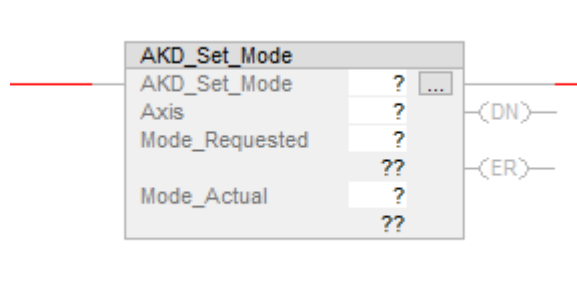 AKD_Set_Mode
AKD_Set_Mode ? ...
Axis ? (DN)
Mode_Requested ?
?? (ER)
Mode_Actual ?
??